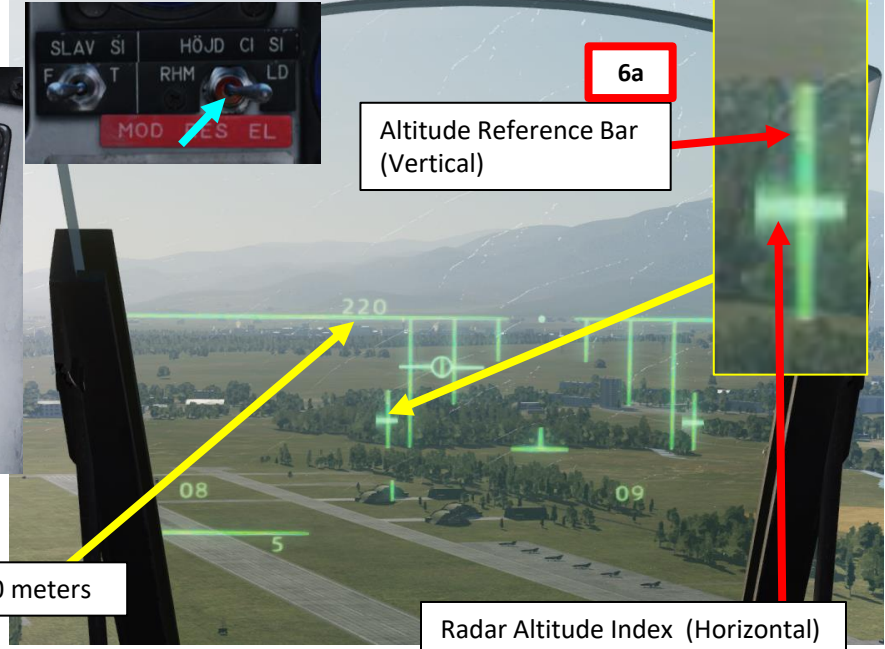 SLAV SI HÖJD CI SI
F T RHM LD
MOD EL
6a
Altitude Reference Bar
(Vertical)
220
08 09
5
0 meters
Radar Altitude Index (Horizontal)